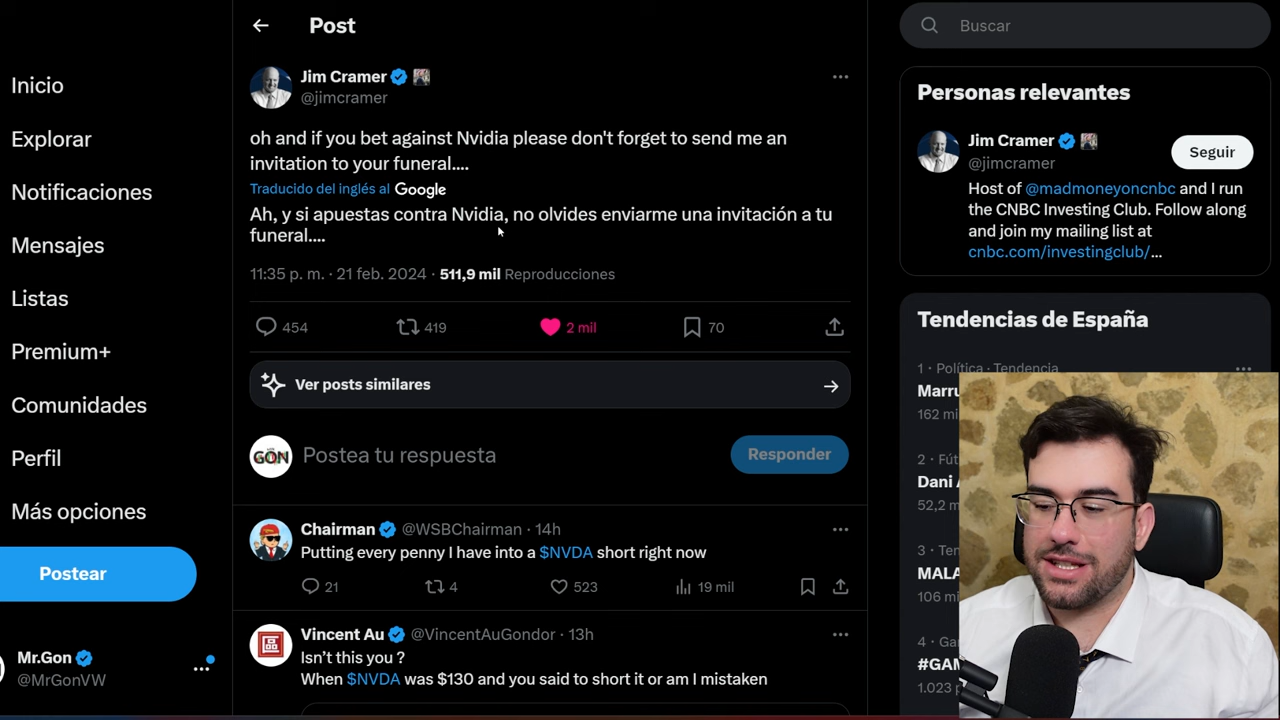 Post
Buscar
Inicio
Explorar
Notificaciones
Mensajes
Listas
Premium+
Comunidades
Perfil
Más opciones
Postear
Mr.Gon
@MrGonVW
Jim Cramer
@jimcramer
oh and if you bet against Nvidia please don't forget to send me an
invitation to your funeral....
Traducido del inglés al Google
Ah, y si apuestas contra Nvidia, no olvides enviarme una invitación a tu
funeral....
11:35 p. m. · 21 feb. 2024 · 511,9 mil Reproducciones
454 419 2 mil 70
Ver posts similares
GON
Postea tu respuesta
Responder
Chairman @WSBChairman · 14h
Putting every penny I have into a $NVDA short right now
21 4 523 19 mil
Vincent Au @VincentAuGondor · 13h
Isn’t this you ?
When $NVDA was $130 and you said to short it or am I mistaken
Personas relevantes
Jim Cramer
@jimcramer
Seguir
Host of @madmoneyoncnbc and I run
the CNBC Investing Club. Follow along
and join my mailing list at
cnbc.com/investingclub/...
Tendencias de España
1 · Política · Tendencia
162
2
Dani
52,2
3
106
4
1.023